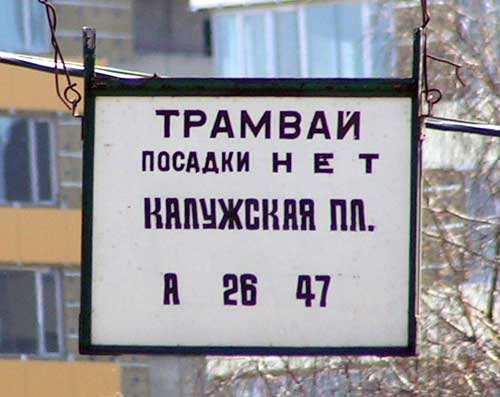 ТРАМВАЙ
ПОСАДКИ НЕТ
КАЛУЖСКАЯ ПЛ.
А 26 47